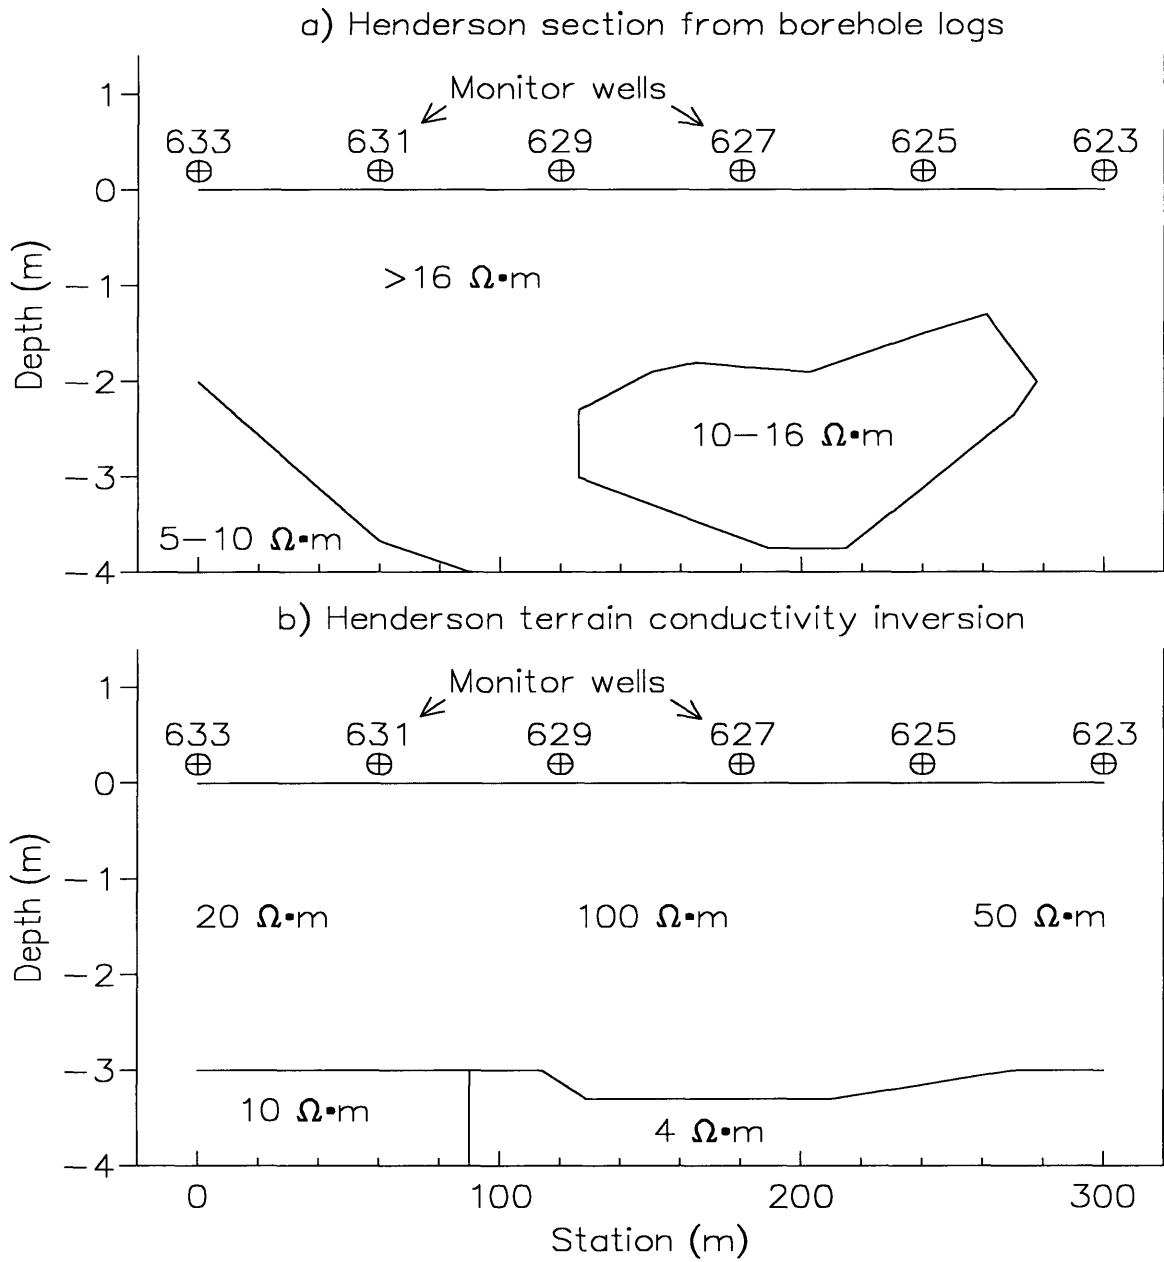 a) Henderson section from borehole logs
Monitor wells
633 631 629 627 625 623
1
0
-1
-2
-3
-4
Depth (m)
>16 Ω•m
10-16 Ω•m
5-10 Ω•m
b) Henderson terrain conductivity inversion
Monitor wells
633 631 629 627 625 623
1
0
-1
-2
-3
-4
Depth (m)
20 Ω•m 100 Ω•m 50 Ω•m
10 Ω•m
4 Ω•m
0 100 200 300
Station (m)